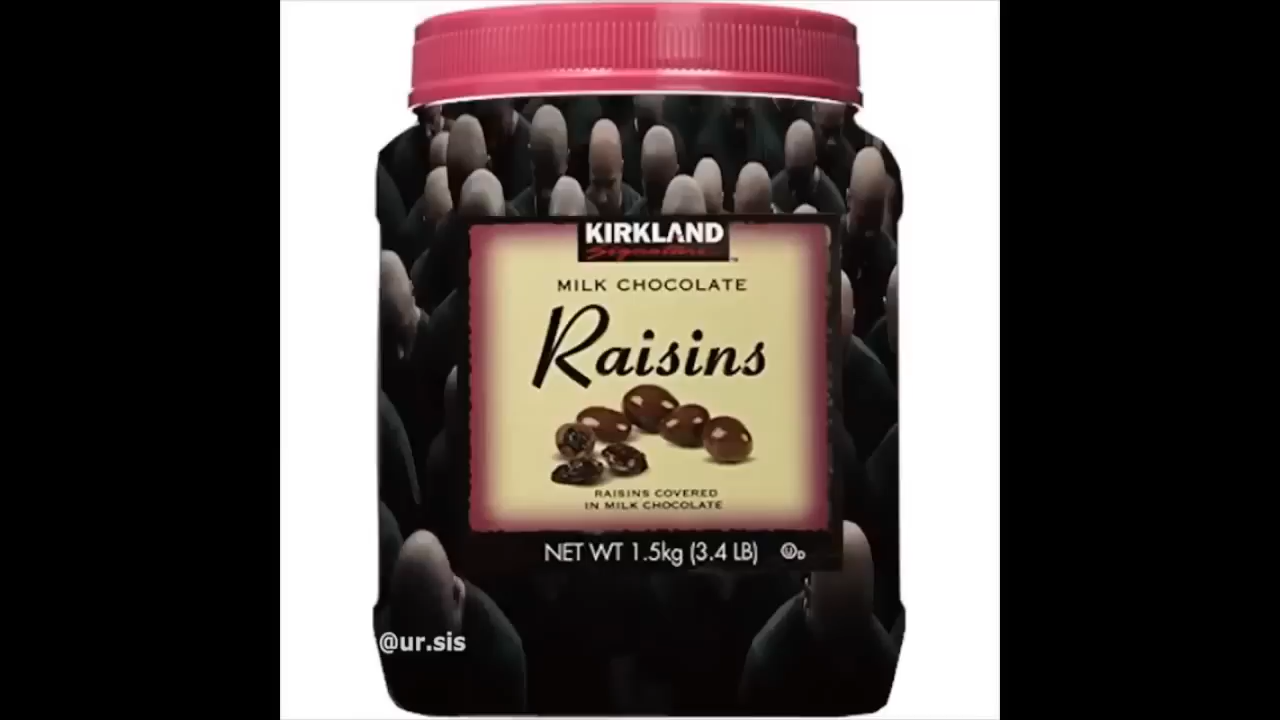 KIRKLAND
Signature
MILK CHOCOLATE
Raisins
RAISINS COVERED
IN MILK CHOCOLATE
NET WT 1.5kg (3.4 LB)
@ur.sis